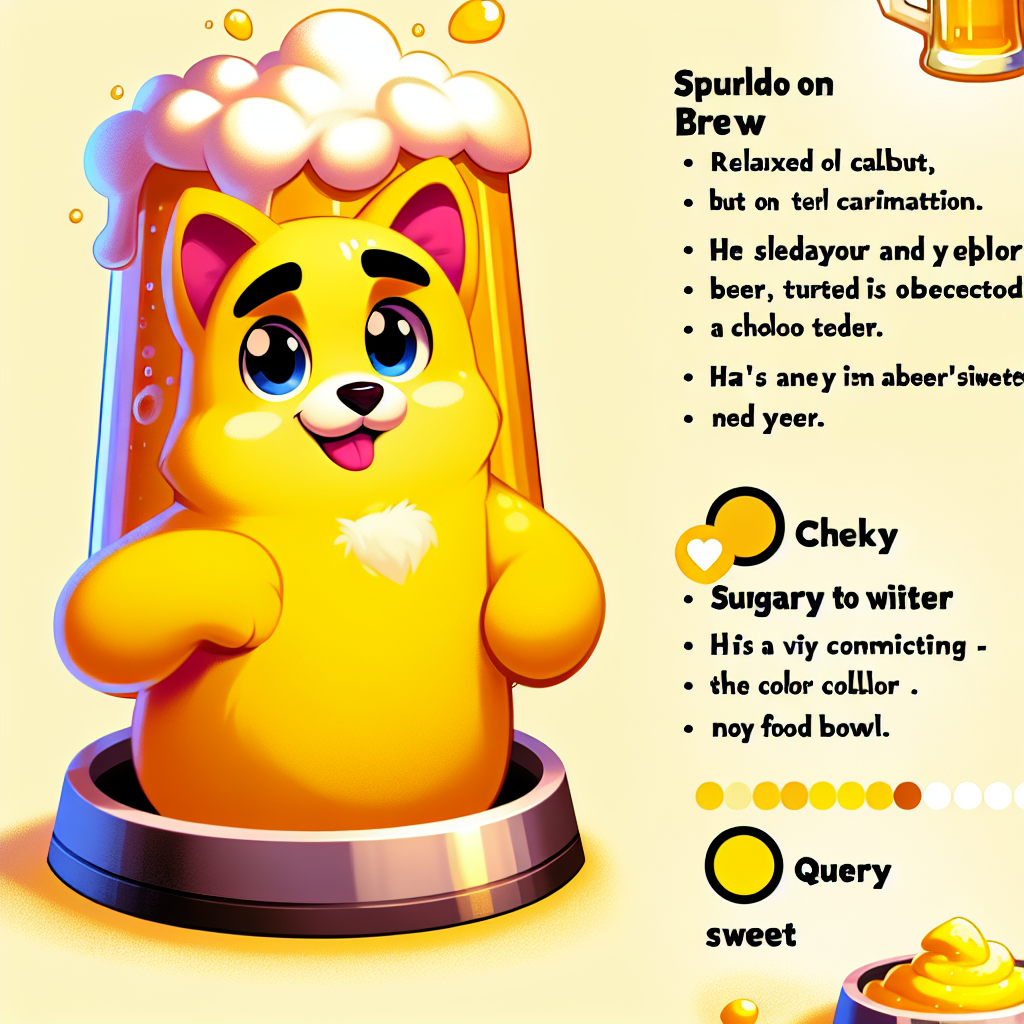 Spurldo on
Brew
• Relaixed ol calbut,
• but on terl carimattion.
• He sledayour and y eplor
• beer, turted is obecectod
• a choloo teder.
• Ha's aney im abeer'siwete
• ned yeer.
Cheky
• Suıgary to wiiter
• His a viy conmicting -
• the color colllor .
• noy food bowl.
Query
sweet